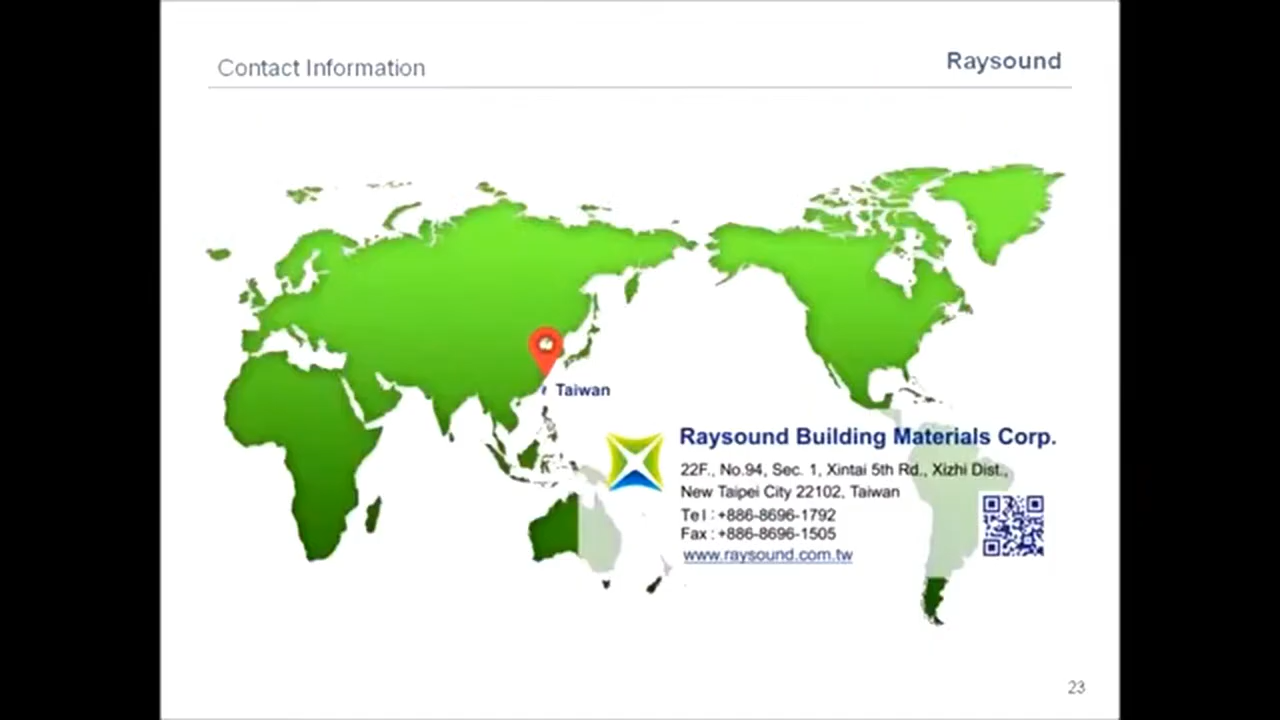 Contact Information
Raysound
Taiwan
Raysound Building Materials Corp.
22F., No.94, Sec. 1, Xintai 5th Rd., Xizhi Dist.,
New Taipei City 22102, Taiwan
Tel : +886-8696-1792
Fax : +886-8696-1505
www.raysound.com.tw
23